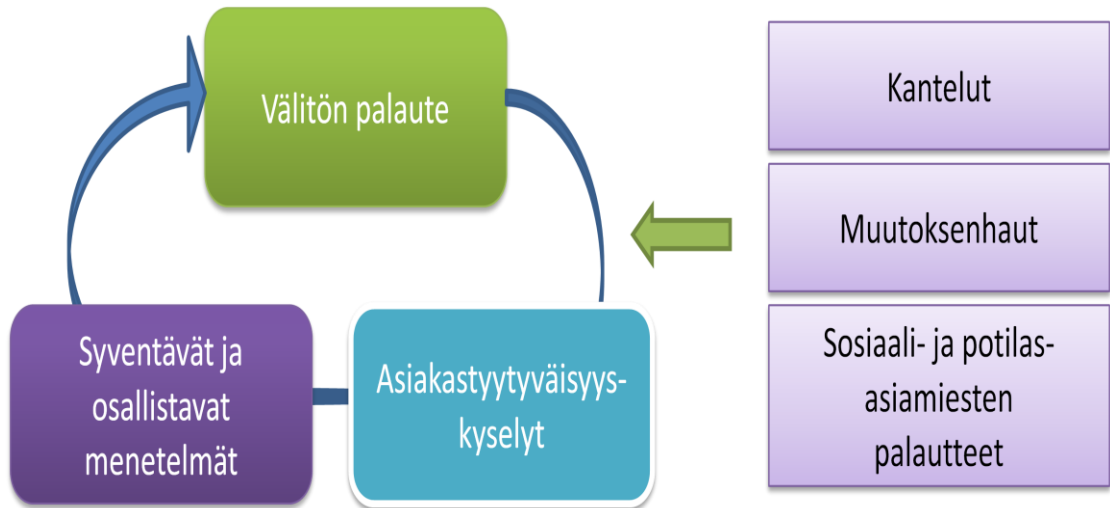 Välitön palaute
Syventävät ja
osallistavat
menetelmät
Asiakastyytyväisyys-
kyselyt
Kantelut
Muutoksenhaut
Sosiaali- ja potilas-
asiamiesten
palautteet